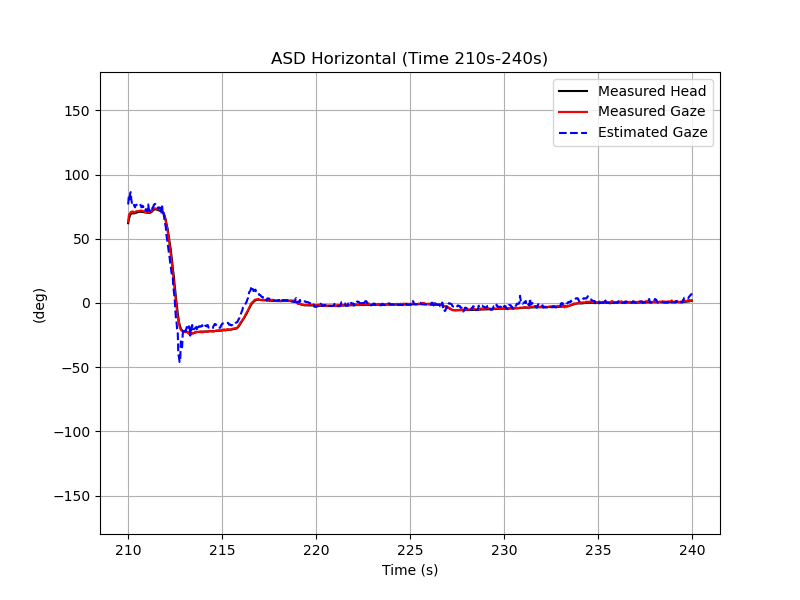 ASD Horizontal (Time 210s-240s)
Measured Head
Measured Gaze
Estimated Gaze
150
100
50
0
−50
−100
−150
(deg)
210 215 220 225 230 235 240
Time (s)